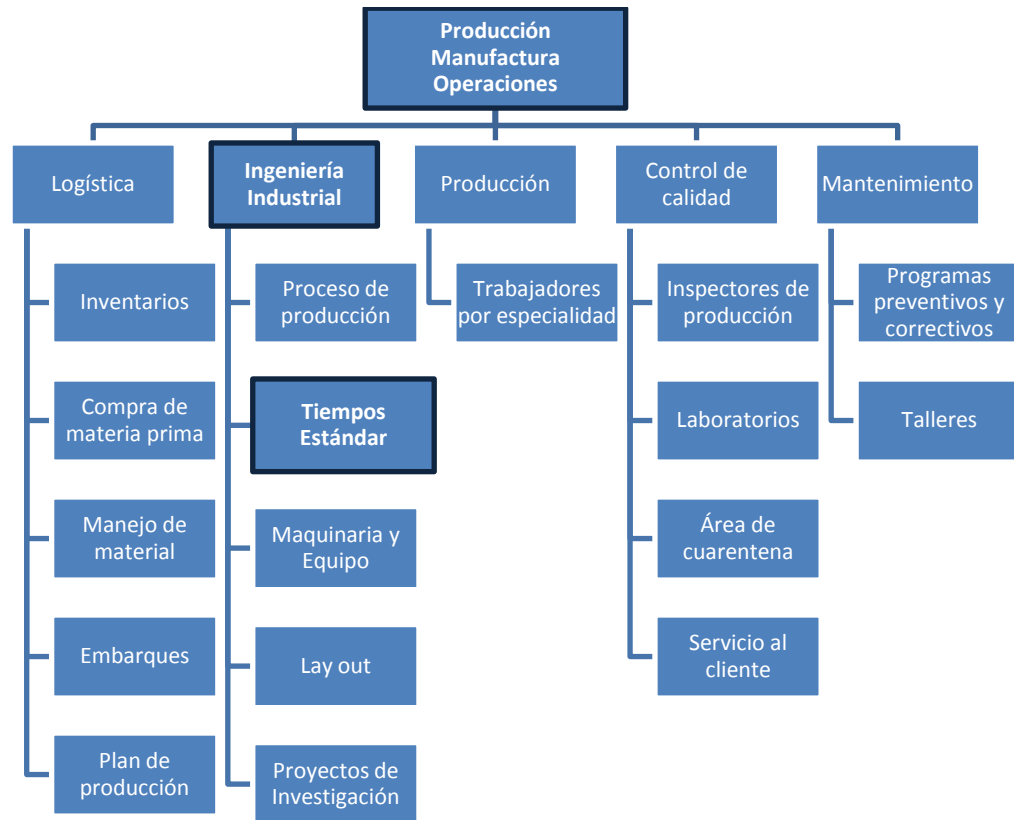 Producción
Manufactura
Operaciones
Logística
Ingeniería
Industrial
Producción
Control de
calidad
Mantenimiento
Inventarios
Compra de
materia prima
Manejo de
material
Embarques
Plan de
producción
Proceso de
producción
Tiempos
Estándar
Maquinaria y
Equipo
Lay out
Proyectos de
Investigación
Trabajadores
por especialidad
Inspectores de
producción
Laboratorios
Área de
cuarentena
Servicio al
cliente
Programas
preventivos y
correctivos
Talleres